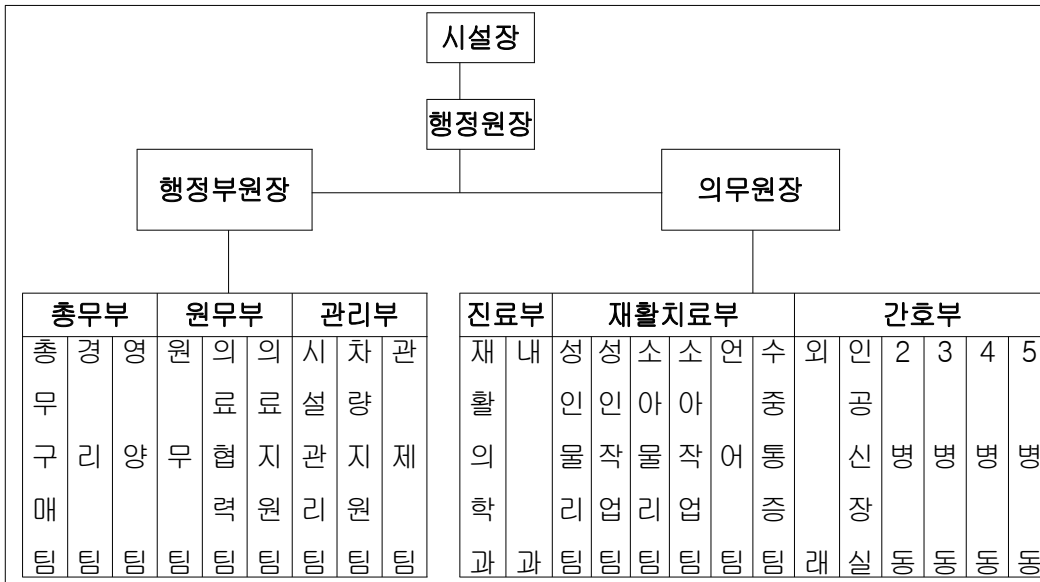 시설장
행정원장
행정부원장
의무원장
총무부
원무부
관리부
진료부
재활치료부
간호부
총무구매팀
경리팀
영양팀
원무팀
의료협력팀
의료지원팀
시설관리팀
차량지원팀
관제팀
재활의학과
내과
성인물리팀
성인작업팀
소아물리팀
소아작업팀
언어팀
수중통증팀
외래
인공신장실
2병동
3병동
4병동
5병동